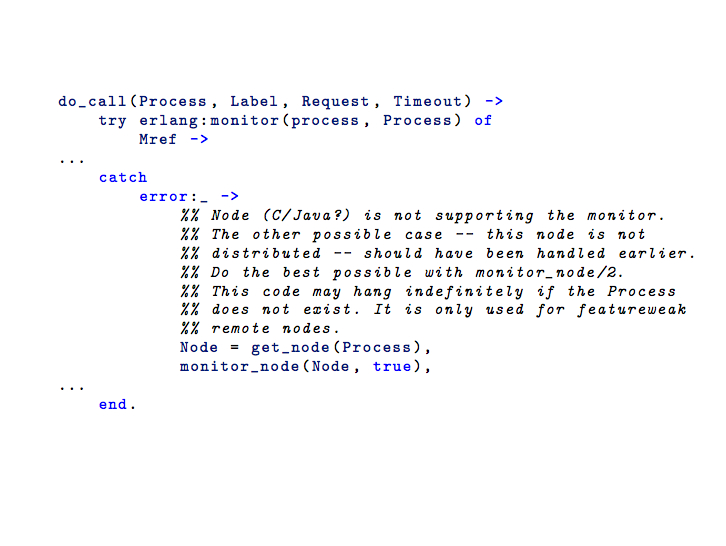 do_call(Process, Label, Request, Timeout) ->
    try erlang:monitor(process, Process) of
        Mref ->
...
    catch
        error:_ ->
            %% Node (C/Java?) is not supporting the monitor.
            %% The other possible case -- this node is not
            %% distributed -- should have been handled earlier.
            %% Do the best possible with monitor_node/2.
            %% This code may hang indefinitely if the Process
            %% does not exist. It is only used for featureweak
            %% remote nodes.
            Node = get_node(Process),
            monitor_node(Node, true),
...
    end.